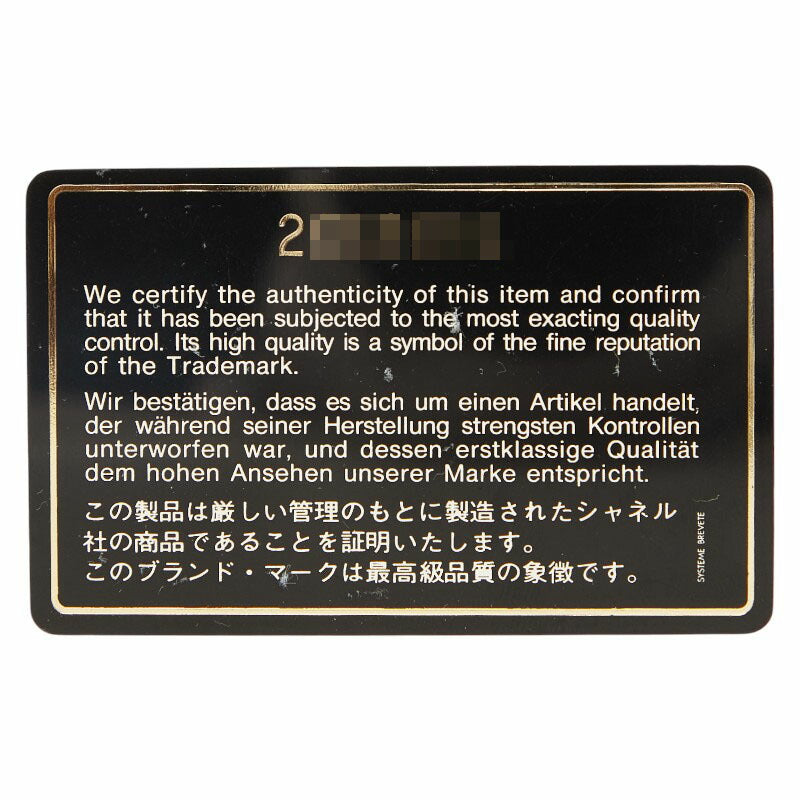 2
We certify the authenticity of this item and confirm
that it has been subjected to the most exacting quality
control. Its high quality is a symbol of the fine reputation
of the Trademark.
Wir bestätigen, dass es sich um einen Artikel handelt,
der während seiner Herstellung strengsten Kontrollen
unterworfen war, und dessen erstklassige Qualität
dem hohen Ansehen unserer Marke entspricht.
この製品は厳しい管理のもとに製造されたシャネル
社の商品であることを証明いたします。
このブランド・マークは最高級品質の象徴です。
SYSTEME BREVETE